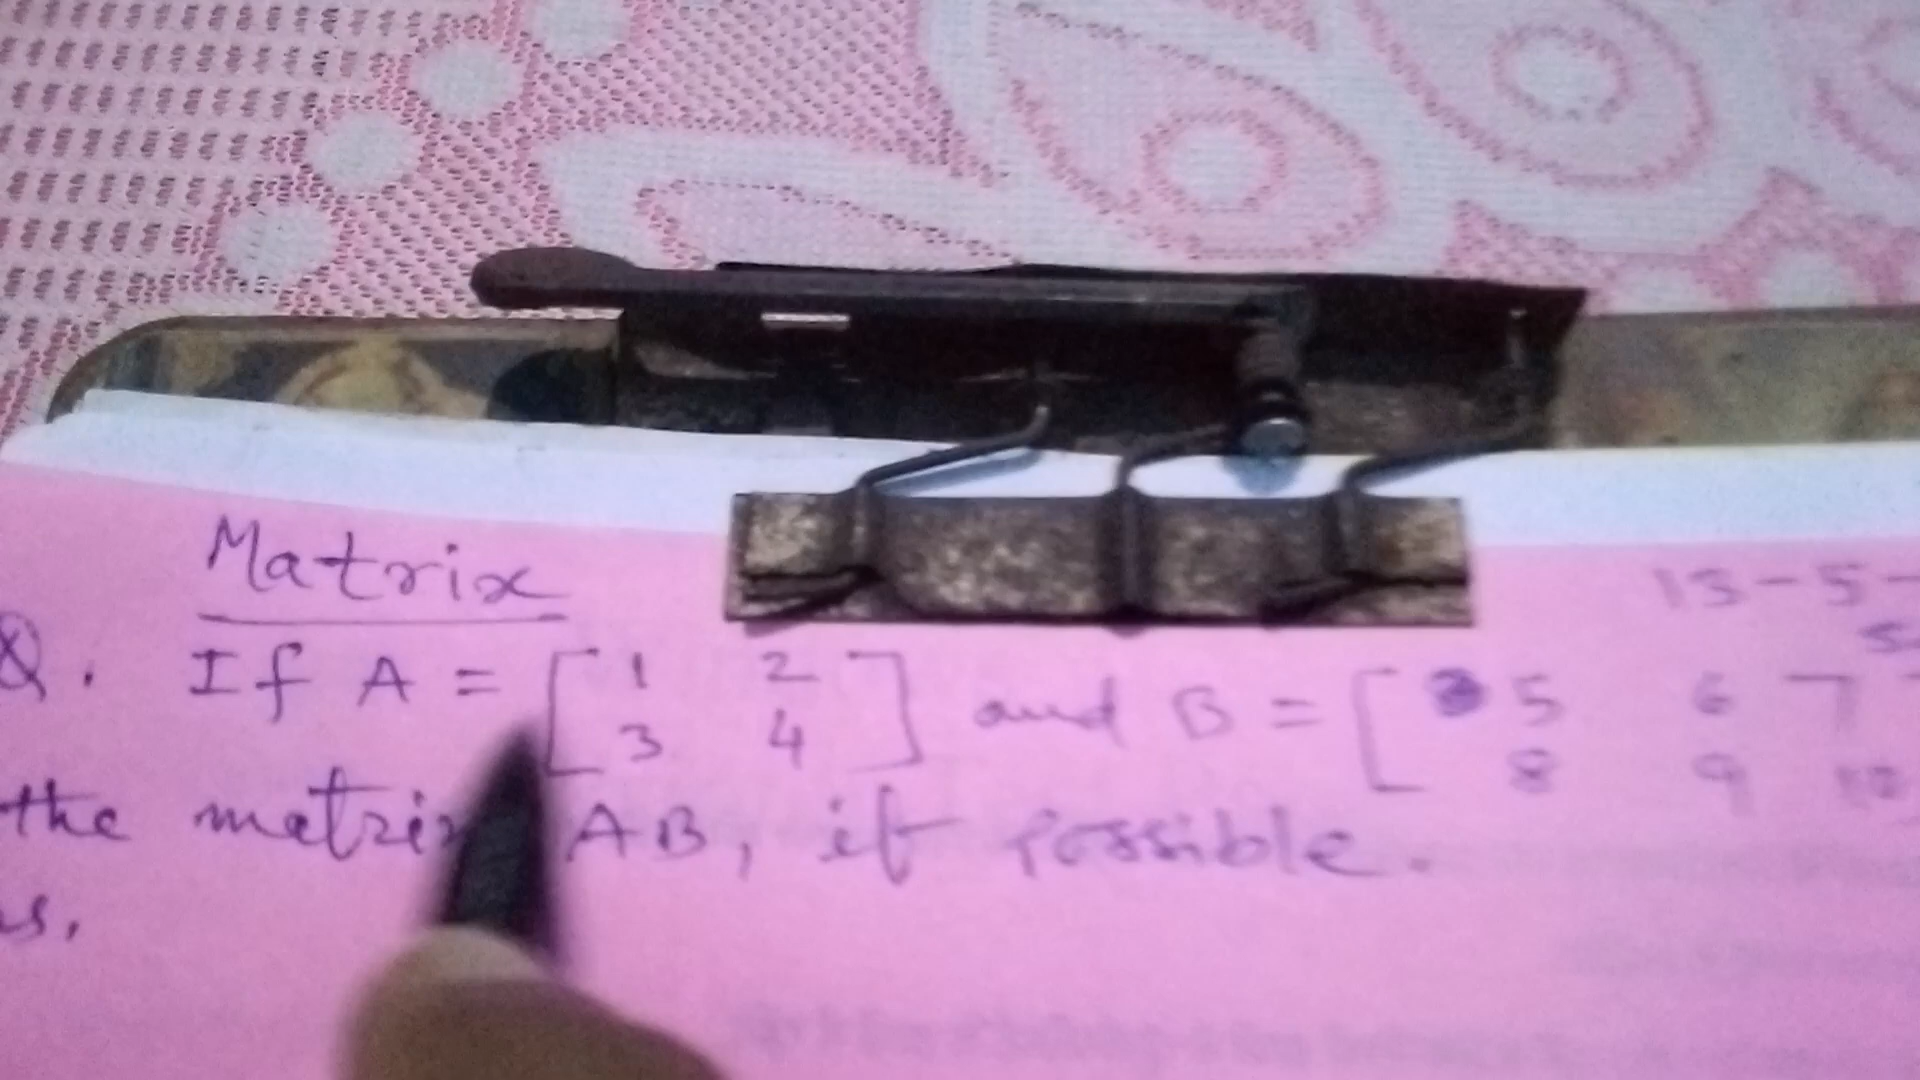 Matrix
13-5-
Q. If A = [ 1 2 ] and B = [ 5 6 7
3 4 8 9 10
the matrix AB, if possible.